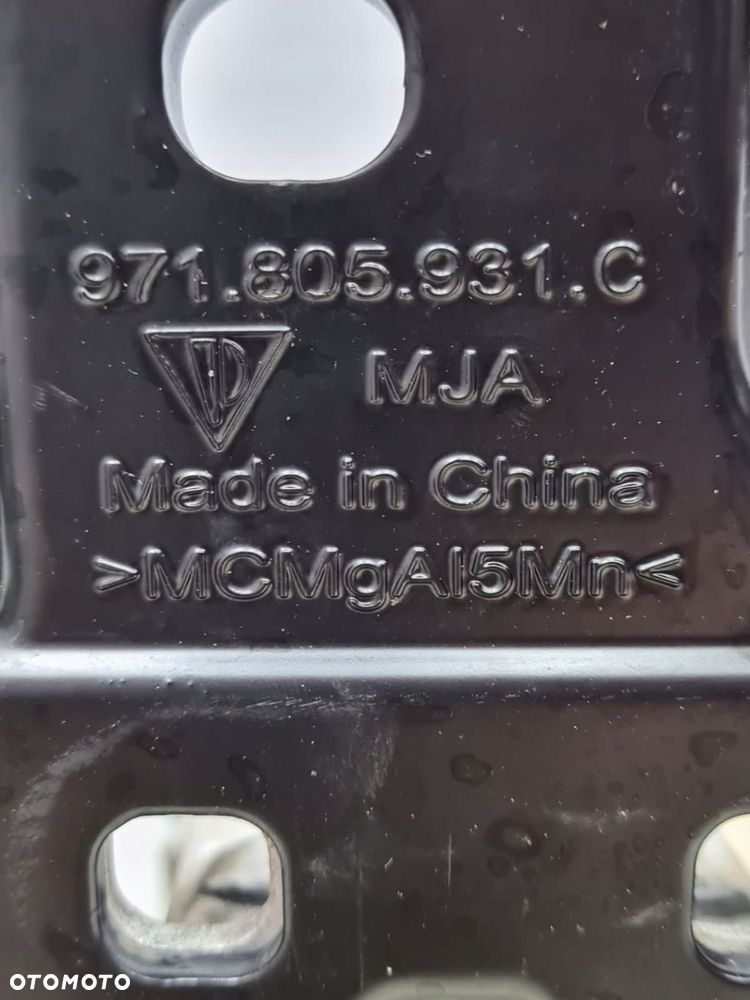 971.805.931.C
MJA
Made in China
>MCMgAl5Mn<
OTOMOTO